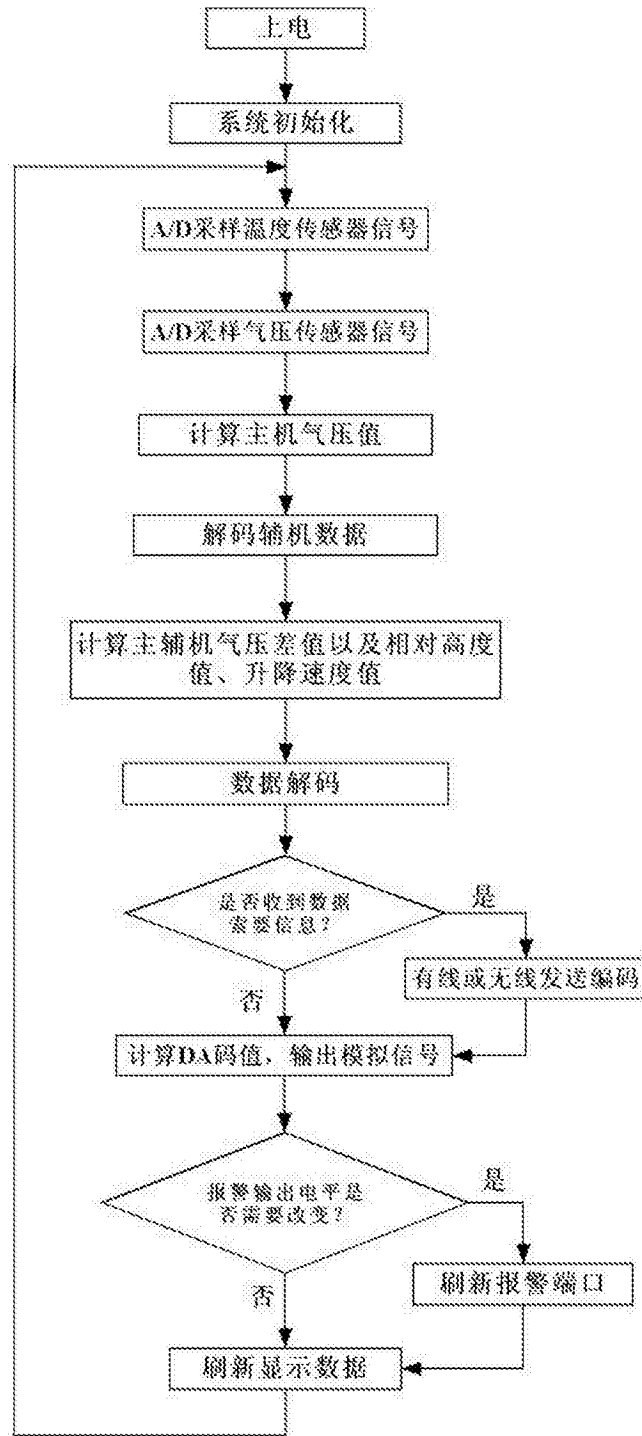 上电
系统初始化
A/D采样温度传感器信号
A/D采样气压传感器信号
计算主机气压值
解码辅机数据
计算主辅机气压差值以及相对高度
值、升降速度值
数据解码
是否收到数据
索要信息？
是
有线或无线发送编码
否
计算DA码值，输出模拟信号
报警输出电平是
否需要改变？
是
刷新报警端口
否
刷新显示数据